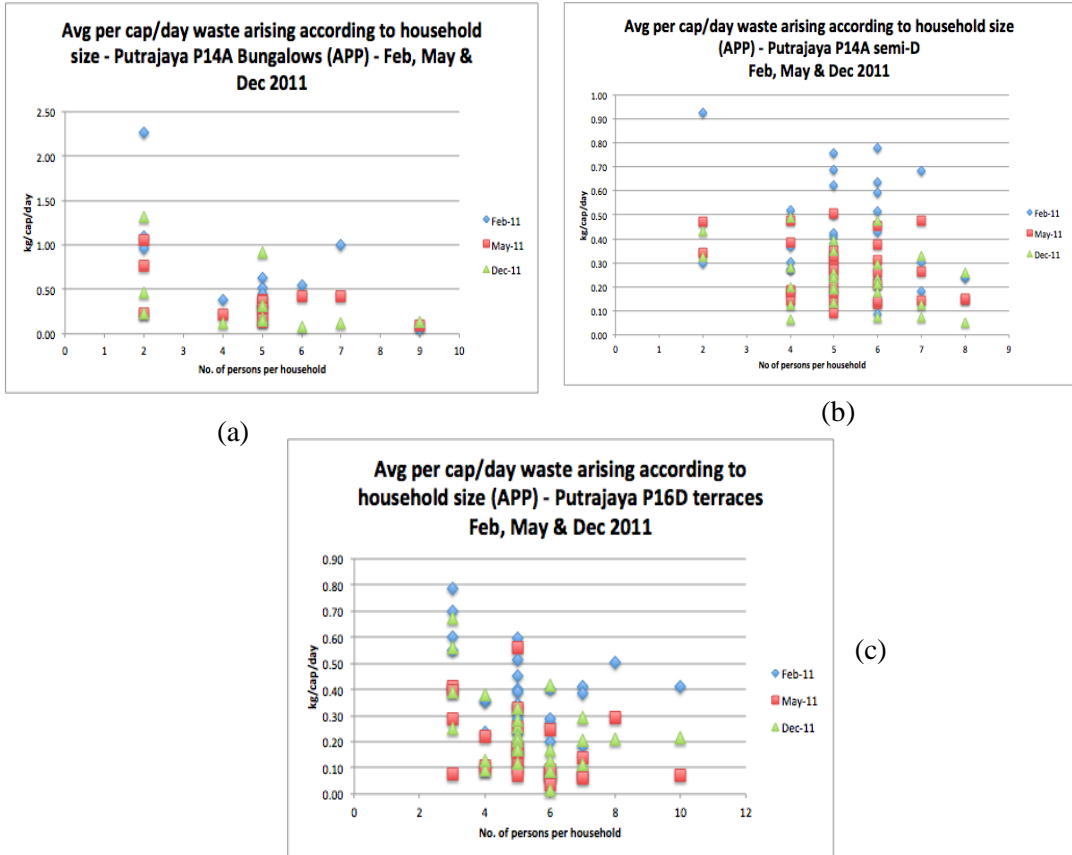 Avg per cap/day waste arising according to household
size - Putrajaya P14A Bungalows (APP) - Feb, May &
Dec 2011
2.50
2.00
1.50
1.00
0.50
0.00
kg/cap/day
0 1 2 3 4 5 6 7 8 9 10
No. of persons per household
Feb-11
May-11
Dec-11
(a)
Avg per cap/day waste arising according to household size
(APP) - Putrajaya P14A semi-D
Feb, May & Dec 2011
1.00
0.90
0.80
0.70
0.60
0.50
0.40
0.30
0.20
0.10
0.00
kg/cap/day
0 1 2 3 4 5 6 7 8 9
No of persons per household
Feb-11
May-11
Dec-11
(b)
Avg per cap/day waste arising according to
household size (APP) - Putrajaya P16D terraces
Feb, May & Dec 2011
0.90
0.80
0.70
0.60
0.50
0.40
0.30
0.20
0.10
0.00
kg/cap/day
0 2 4 6 8 10 12
No. of persons per household
Feb-11
May-11
Dec-11
(c)